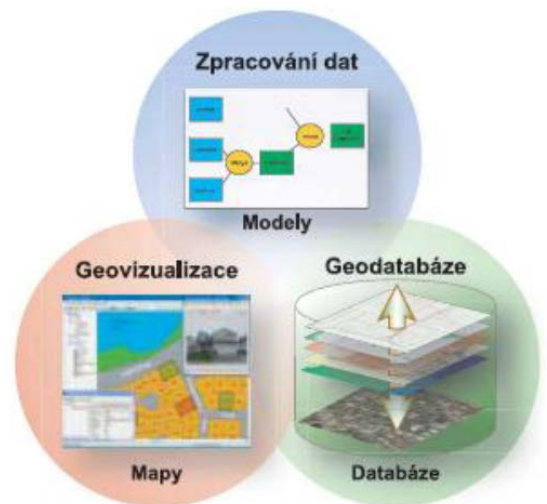 Zpracování dat
Modely
Geovizualizace
Geodatabáze
Mapy
Databáze